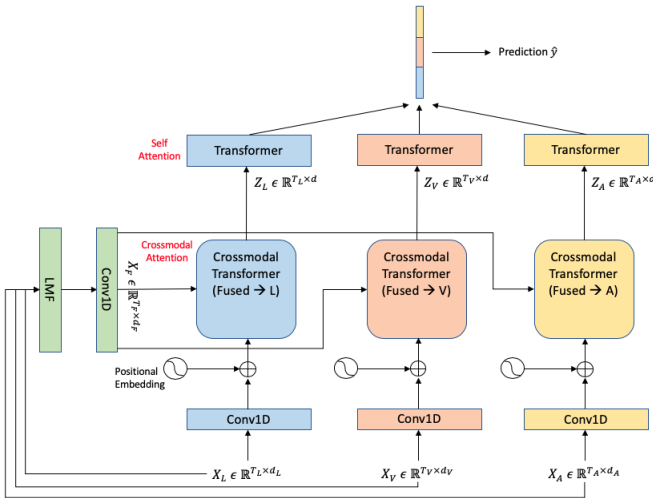 Prediction ŷ
Self
Attention
Transformer
Transformer
Transformer
Z_L ∈ ℝ^{T_L×d}
Z_V ∈ ℝ^{T_V×d}
Z_A ∈ ℝ^{T_A×d}
Crossmodal
Attention
LMF
Conv1D
X_F ∈ ℝ^{T_F×d_F}
Crossmodal
Transformer
(Fused → L)
Crossmodal
Transformer
(Fused → V)
Crossmodal
Transformer
(Fused → A)
Positional
Embedding
Conv1D
Conv1D
Conv1D
X_L ∈ ℝ^{T_L×d_L}
X_V ∈ ℝ^{T_V×d_V}
X_A ∈ ℝ^{T_A×d_A}